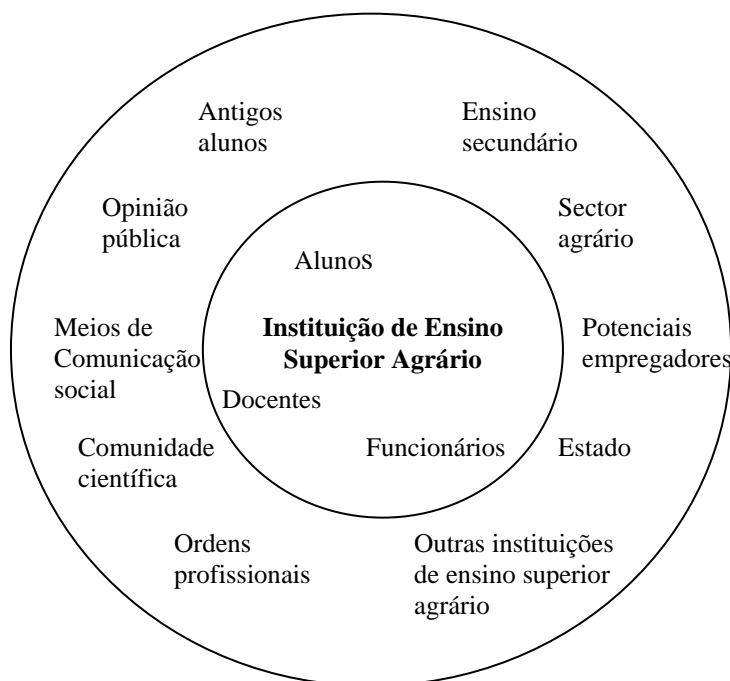 Antigos
alunos
Ensino
secundário
Opinião
pública
Sector
agrário
Alunos
Instituição de Ensino
Superior Agrário
Meios de
Comunicação
social
Potenciais
empregadores
Docentes
Comunidade
científica
Funcionários
Estado
Ordens
profissionais
Outras instituições
de ensino superior
agrário